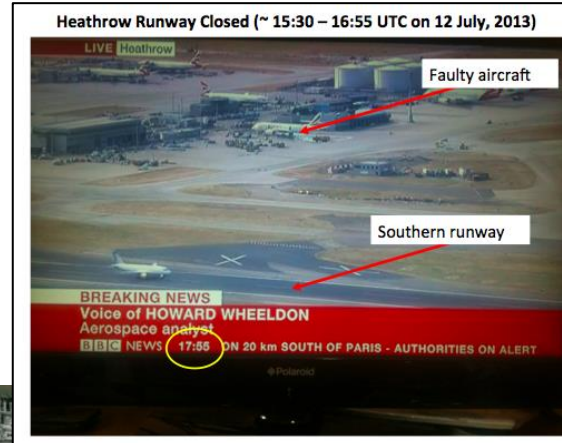 Heathrow Runway Closed (~ 15:30 – 16:55 UTC on 12 July, 2013)
LIVE Heathrow
Faulty aircraft
Southern runway
BREAKING NEWS
Voice of HOWARD WHEELDON
Aerospace analyst
BBC NEWS 17:55 ON 20 km SOUTH OF PARIS - AUTHORITIES ON ALERT
Polaroid